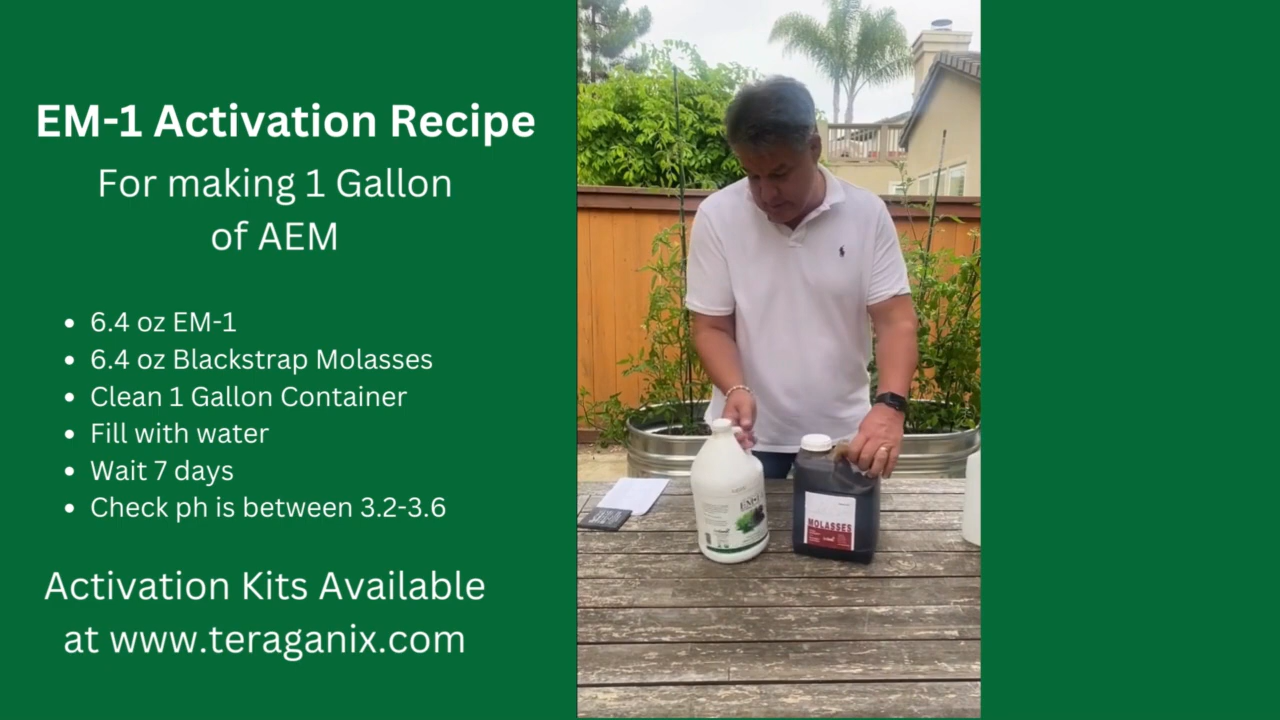 EM-1 Activation Recipe
For making 1 Gallon
of AEM
• 6.4 oz EM-1
• 6.4 oz Blackstrap Molasses
• Clean 1 Gallon Container
• Fill with water
• Wait 7 days
• Check ph is between 3.2-3.6
Activation Kits Available
at www.teraganix.com
EM-1
MOLASSES